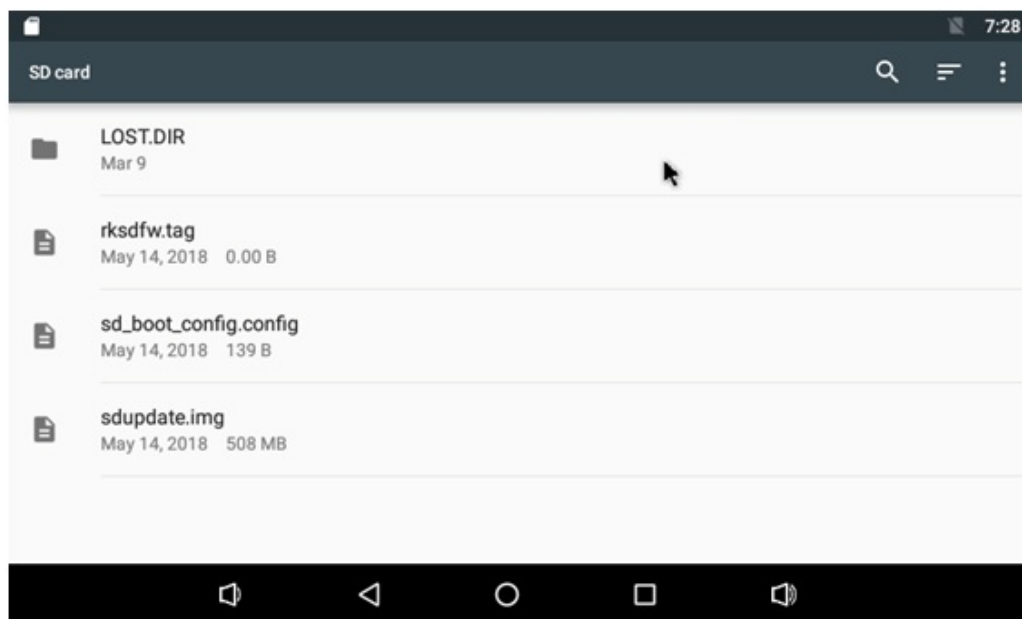 7:28
SD card
LOST.DIR
Mar 9
rksdfw.tag
May 14, 2018 0.00 B
sd_boot_config.config
May 14, 2018 139 B
sdupdate.img
May 14, 2018 508 MB